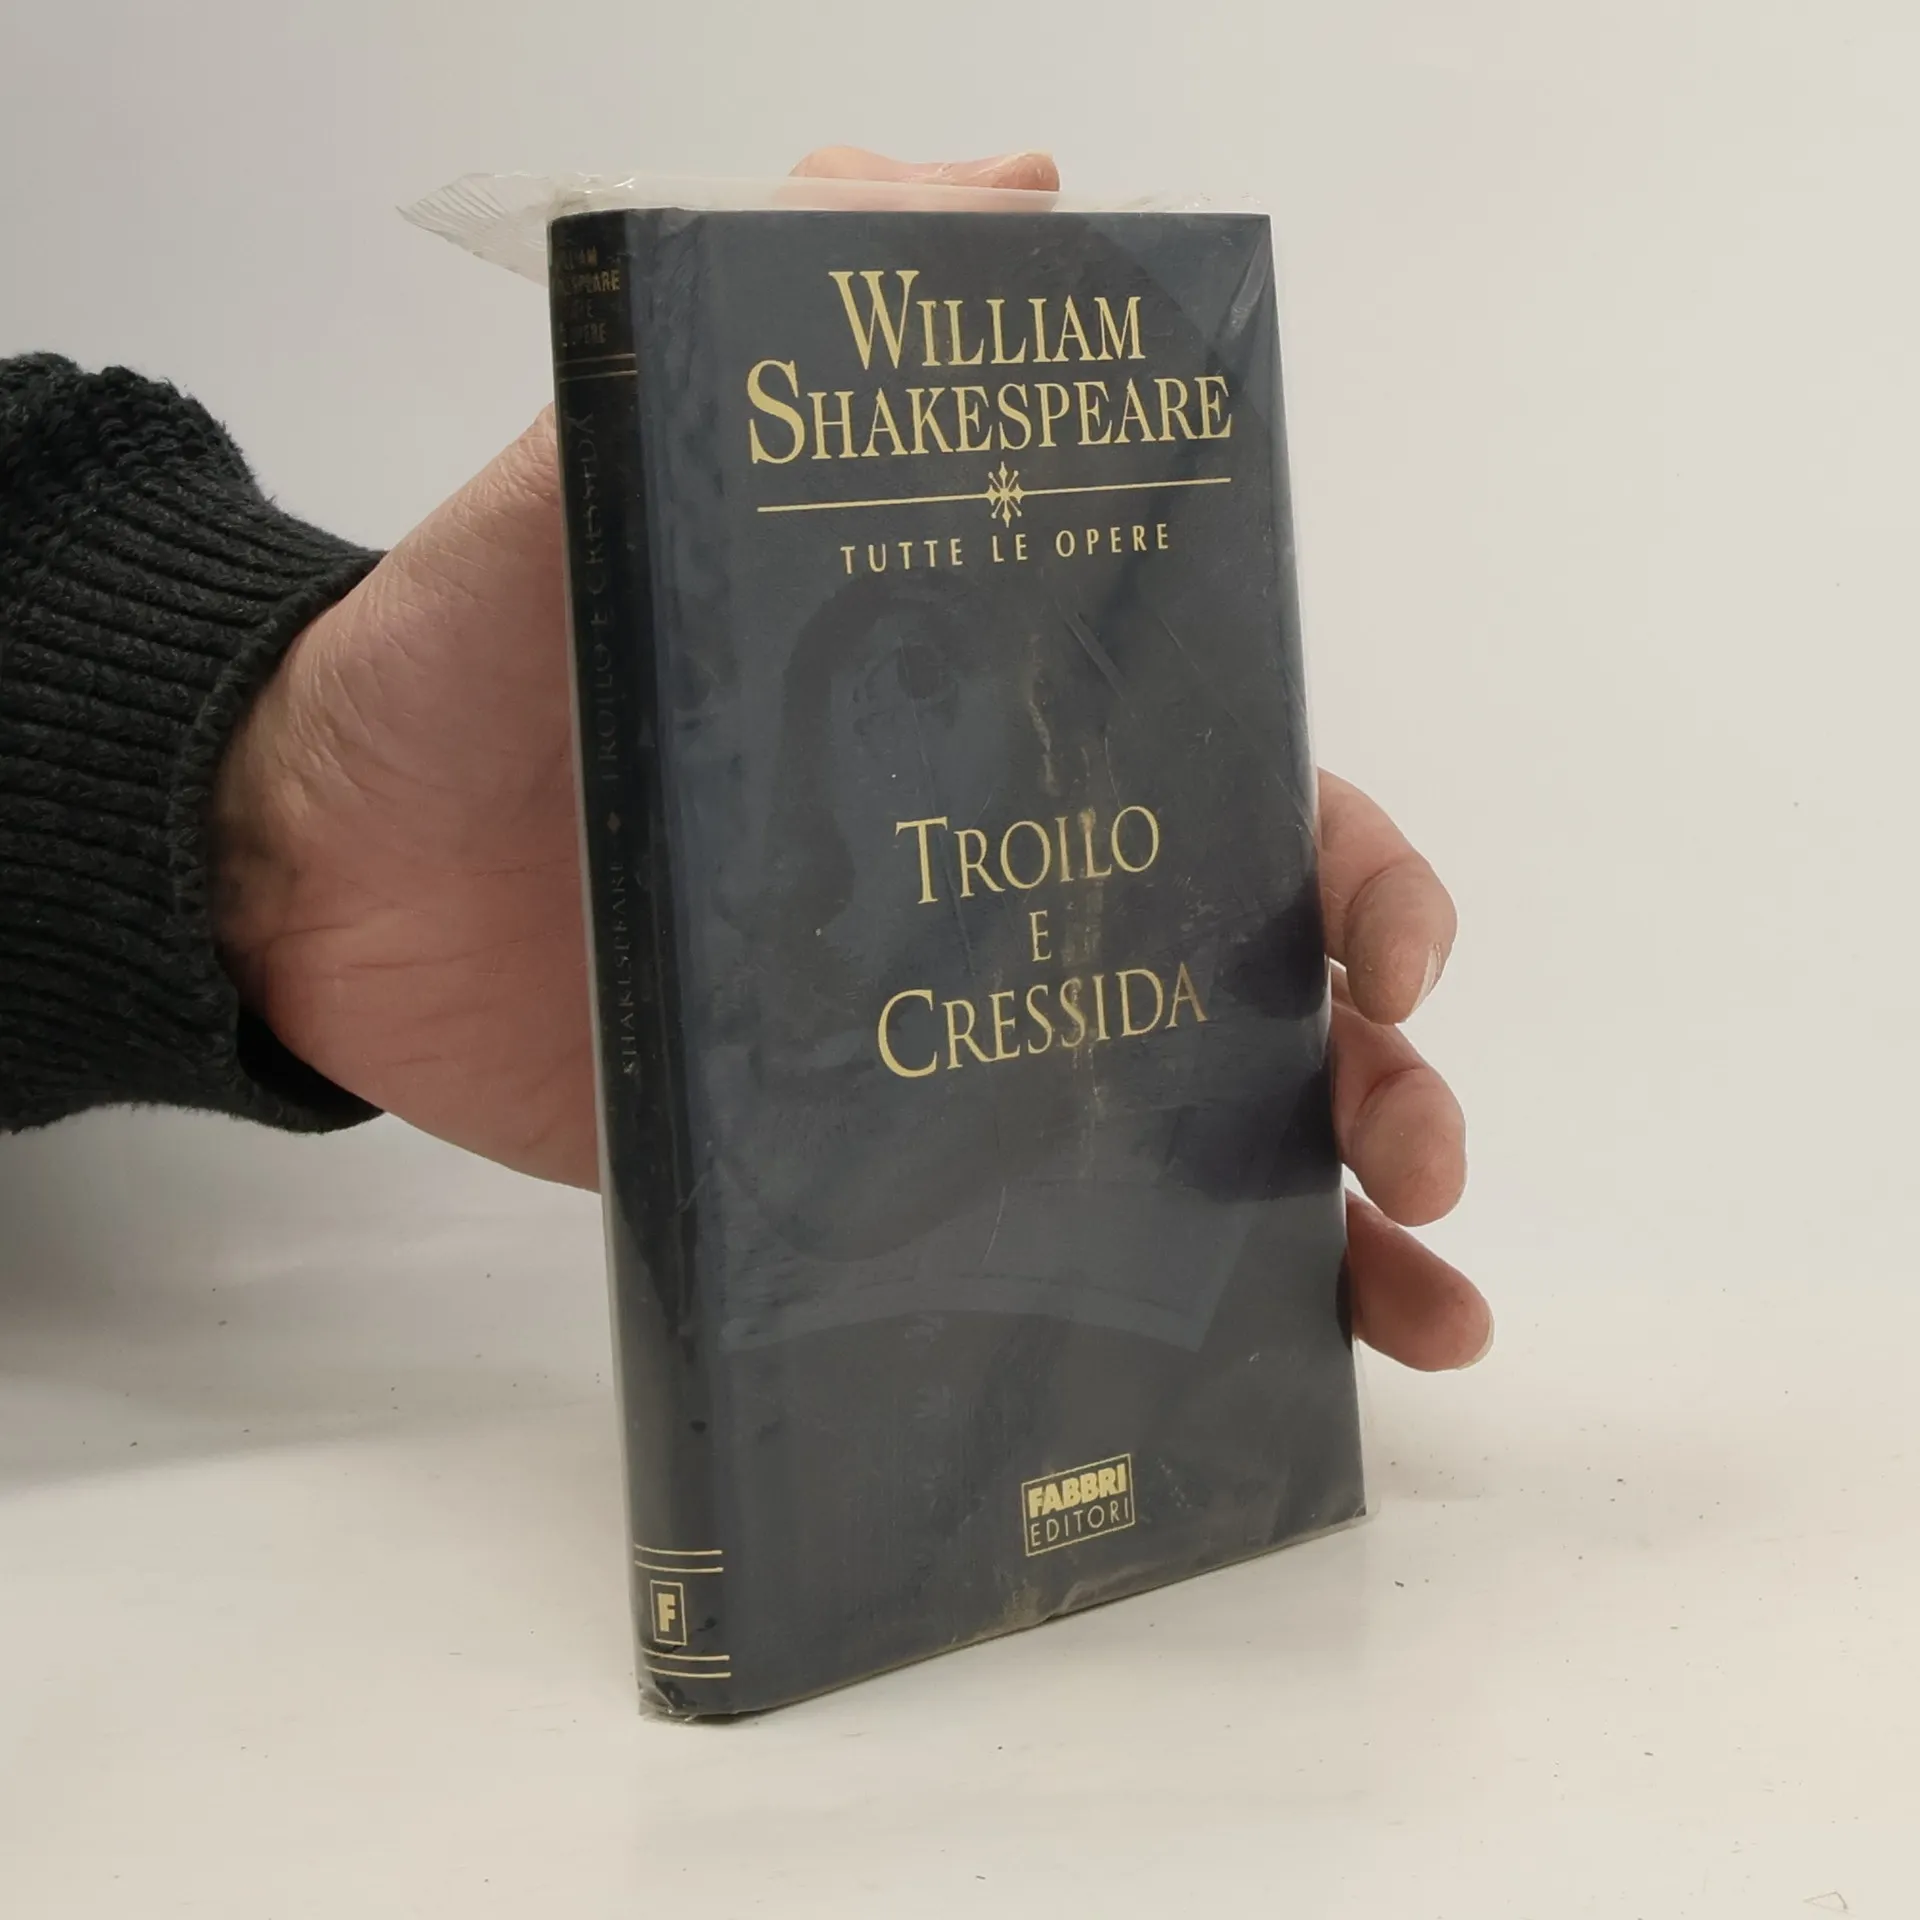 WILLIAM
SHAKESPEARE
TUTTE LE OPERE
TROILO
E
CRESSIDA
FABBRI
EDITORI
SHAKESPEARE ◆ TROILO E CRESSIDA
F